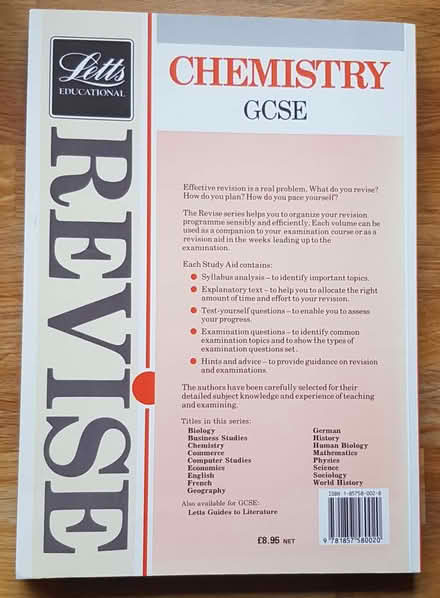 Letts
EDUCATIONAL
REVISE
CHEMISTRY
GCSE
Effective revision is a real problem. What do you revise?
How do you plan? How do you pace yourself?
The Revise series helps you to organize your revision
programme sensibly and efficiently. Each volume can be
used as a companion to your examination course or as a
revision aid in the weeks leading up to the
examination.
Each Study Aid contains:
● Syllabus analysis – to identify important topics.
● Explanatory text – to help you to allocate the right
amount of time and effort to your revision.
● Test-yourself questions – to enable you to assess
your progress.
● Examination questions – to identify common
examination topics and to show the types of
examination questions set.
● Hints and advice – to provide guidance on revision
and examinations.
The authors have been carefully selected for their
detailed subject knowledge and experience of teaching
and examining.
Titles in this series:
Biology
Business Studies
Chemistry
Commerce
Computer Studies
Economics
English
French
Geography
German
History
Human Biology
Mathematics
Physics
Science
Sociology
World History
Also available for GCSE:
Letts Guides to Literature
£8.95 NET
ISBN 1-85758-002-8
9 781857 580020